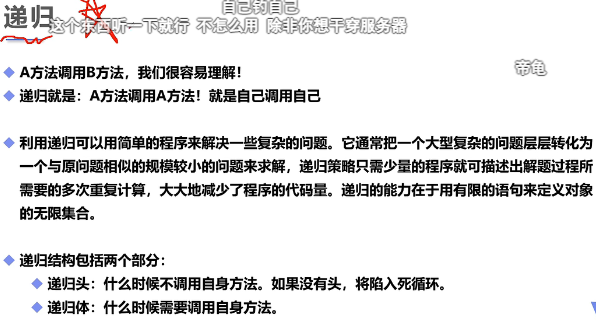 自己钓自己
递归
这个东西听一下就行 不怎么用 除非你想干穿服务器
帝龟
A方法调用B方法，我们很容易理解！
递归就是：A方法调用A方法！就是自己调用自己
利用递归可以用简单的程序来解决一些复杂的问题。它通常把一个大型复杂的问题层层转化为
一个与原问题相似的规模较小的问题来求解，递归策略只需少量的程序就可描述出解题过程所
需要的多次重复计算，大大地减少了程序的代码量。递归的能力在于用有限的语句来定义对象
的无限集合。
递归结构包括两个部分：
递归头：什么时候不调用自身方法。如果没有头，将陷入死循环。
递归体：什么时候需要调用自身方法。